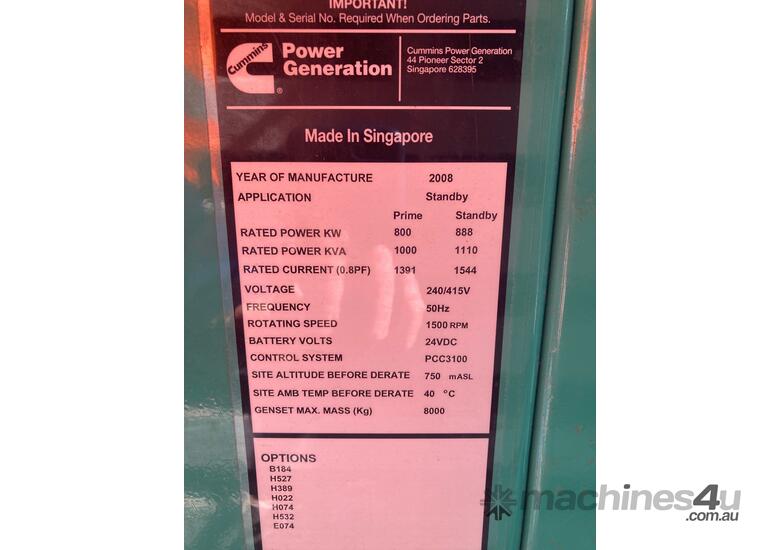 IMPORTANT!
Model & Serial No. Required When Ordering Parts.
Cummins
Power
Generation
Cummins Power Generation
44 Pioneer Sector 2
Singapore 628395
Made In Singapore
YEAR OF MANUFACTURE 2008
APPLICATION Standby
Prime Standby
RATED POWER KW 800 888
RATED POWER KVA 1000 1110
RATED CURRENT (0.8PF) 1391 1544
VOLTAGE 240/415V
FREQUENCY 50Hz
ROTATING SPEED 1500 RPM
BATTERY VOLTS 24VDC
CONTROL SYSTEM PCC3100
SITE ALTITUDE BEFORE DERATE 750 mASL
SITE AMB TEMP BEFORE DERATE 40 °C
GENSET MAX. MASS (Kg) 8000
OPTIONS
B184
H527
H389
H022
H074
H532
E074
machines4u
.com.au